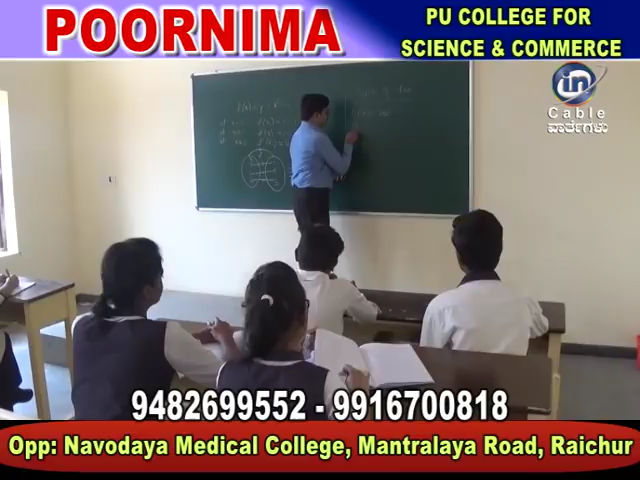 POORNIMA
PU COLLEGE FOR
SCIENCE & COMMERCE
in
Cable
ವಾರ್ತೆಗಳು
9482699552 - 9916700818
Opp: Navodaya Medical College, Mantralaya Road, Raichur